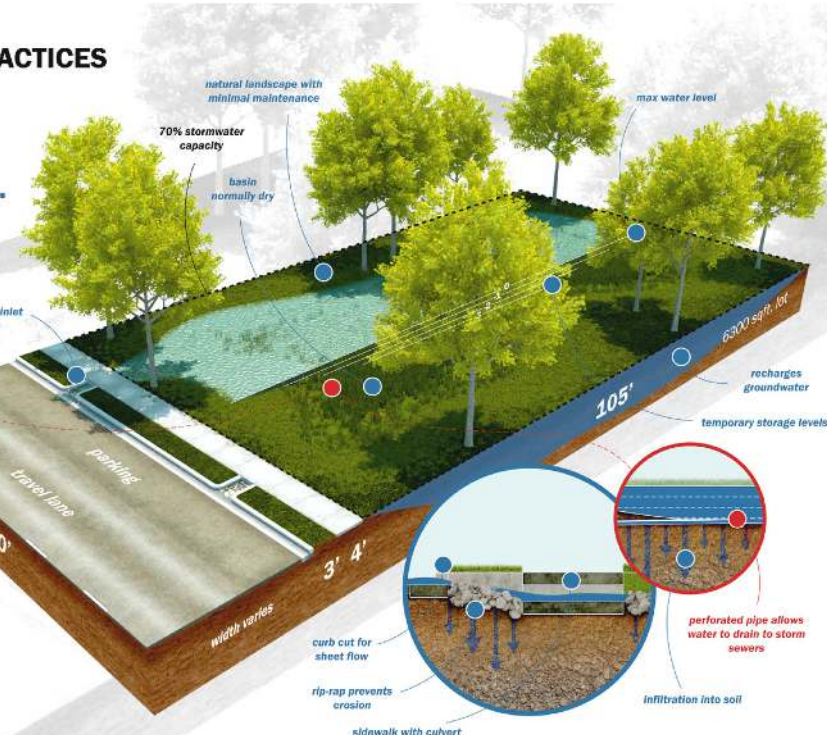 ACTICES
natural landscape with
minimal maintenance
max water level
70% stormwater
capacity
basin
normally dry
inlet
6300 sqft. lot
recharges
groundwater
105'
temporary storage levels
parking
travel lane
0'
3' 4'
width varies
perforated pipe allows
water to drain to storm
sewers
curb cut for
sheet flow
rip-rap prevents
erosion
infiltration into soil
sidewalk with culvert